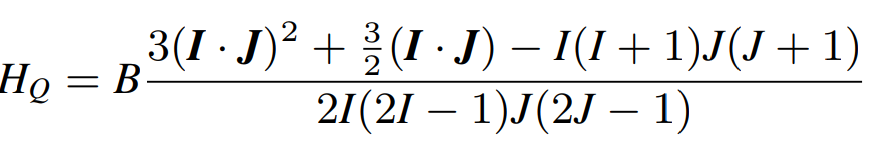 $H_Q = B\frac{3(\boldsymbol{I} \cdot \boldsymbol{J})^2 + \frac{3}{2}(\boldsymbol{I} \cdot \boldsymbol{J}) - I(I + 1)J(J + 1)}{2I(2I - 1)J(2J - 1)}$